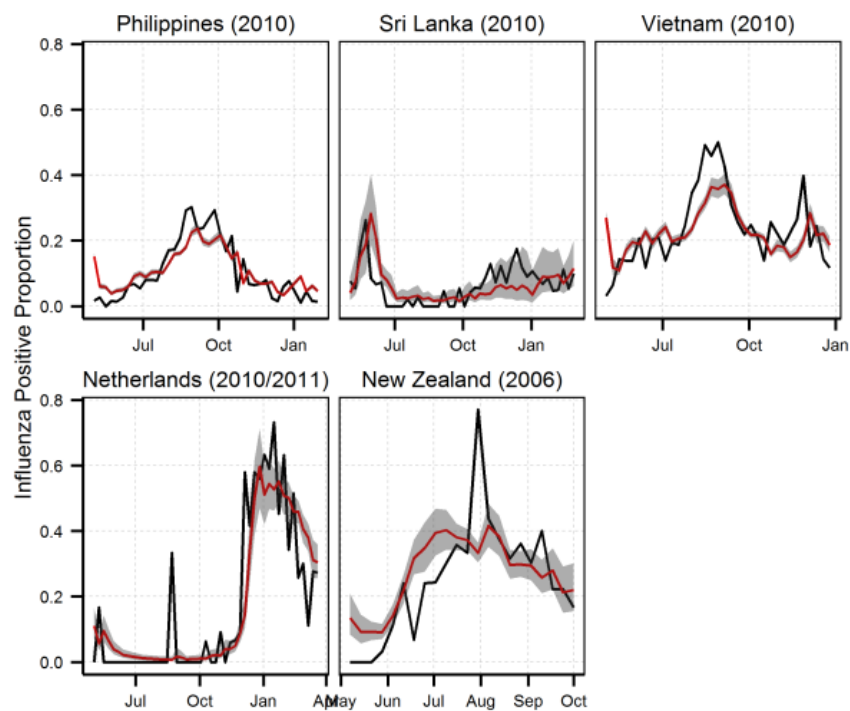 Philippines (2010) Sri Lanka (2010) Vietnam (2010)
Influenza Positive Proportion
0.8
0.6
0.4
0.2
0.0
Jul Oct Jan Jul Oct Jan Jul Oct Jan
Netherlands (2010/2011) New Zealand (2006)
0.8
0.6
0.4
0.2
0.0
Jul Oct Jan Apr May Jun Jul Aug Sep Oct